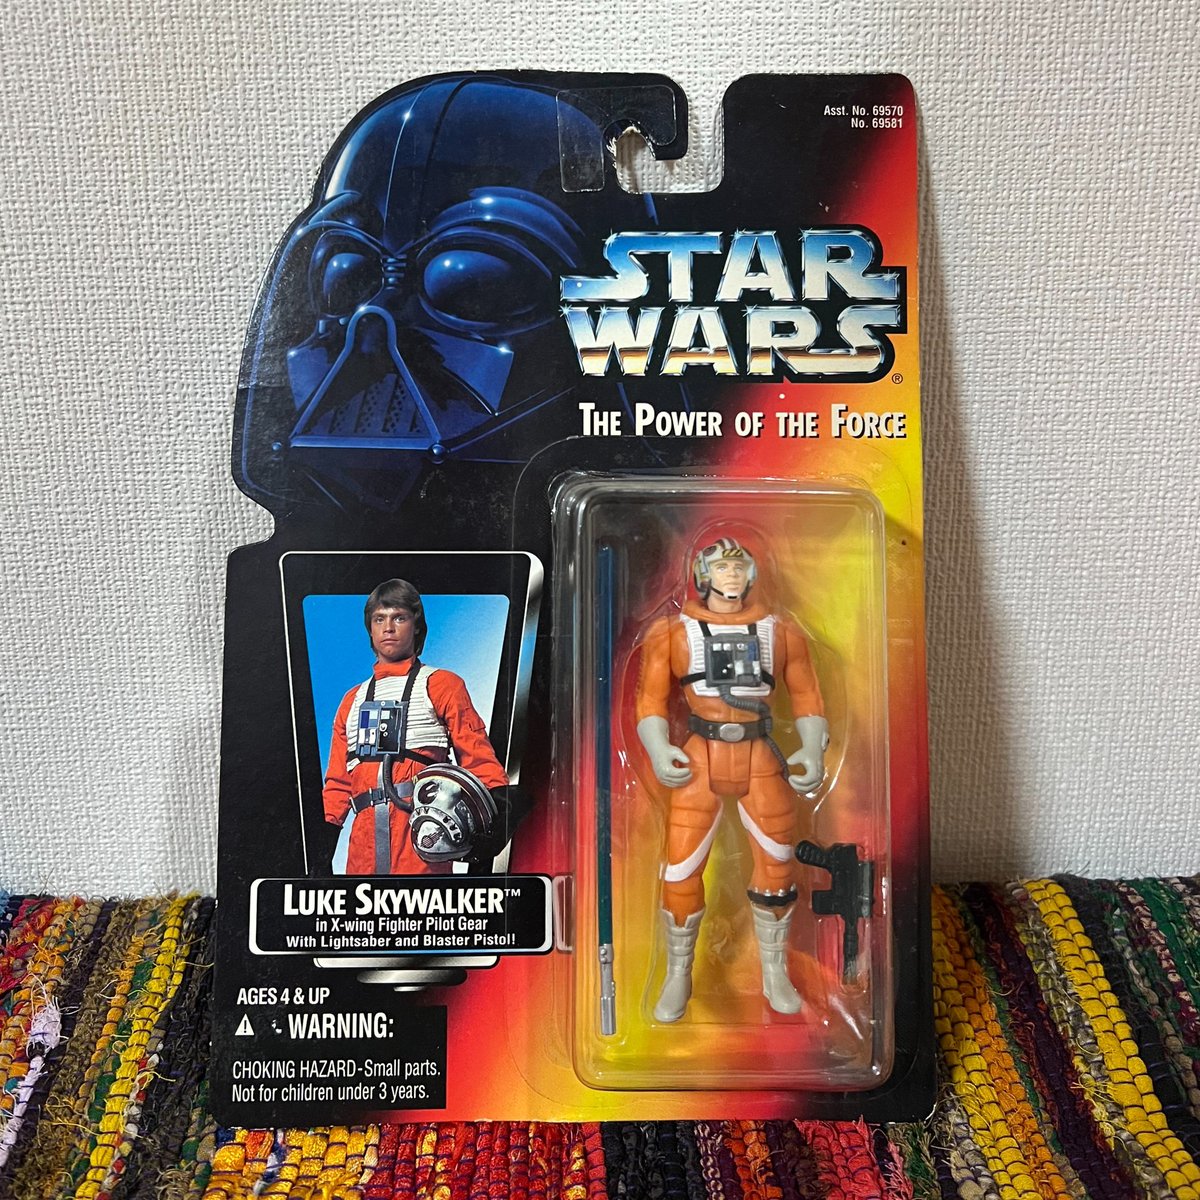 Asst. No. 69570
No. 69581
STAR
WARS®
THE POWER OF THE FORCE
LUKE SKYWALKER™
in X-wing Fighter Pilot Gear
With Lightsaber and Blaster Pistol!
AGES 4 & UP
WARNING:
CHOKING HAZARD-Small parts.
Not for children under 3 years.